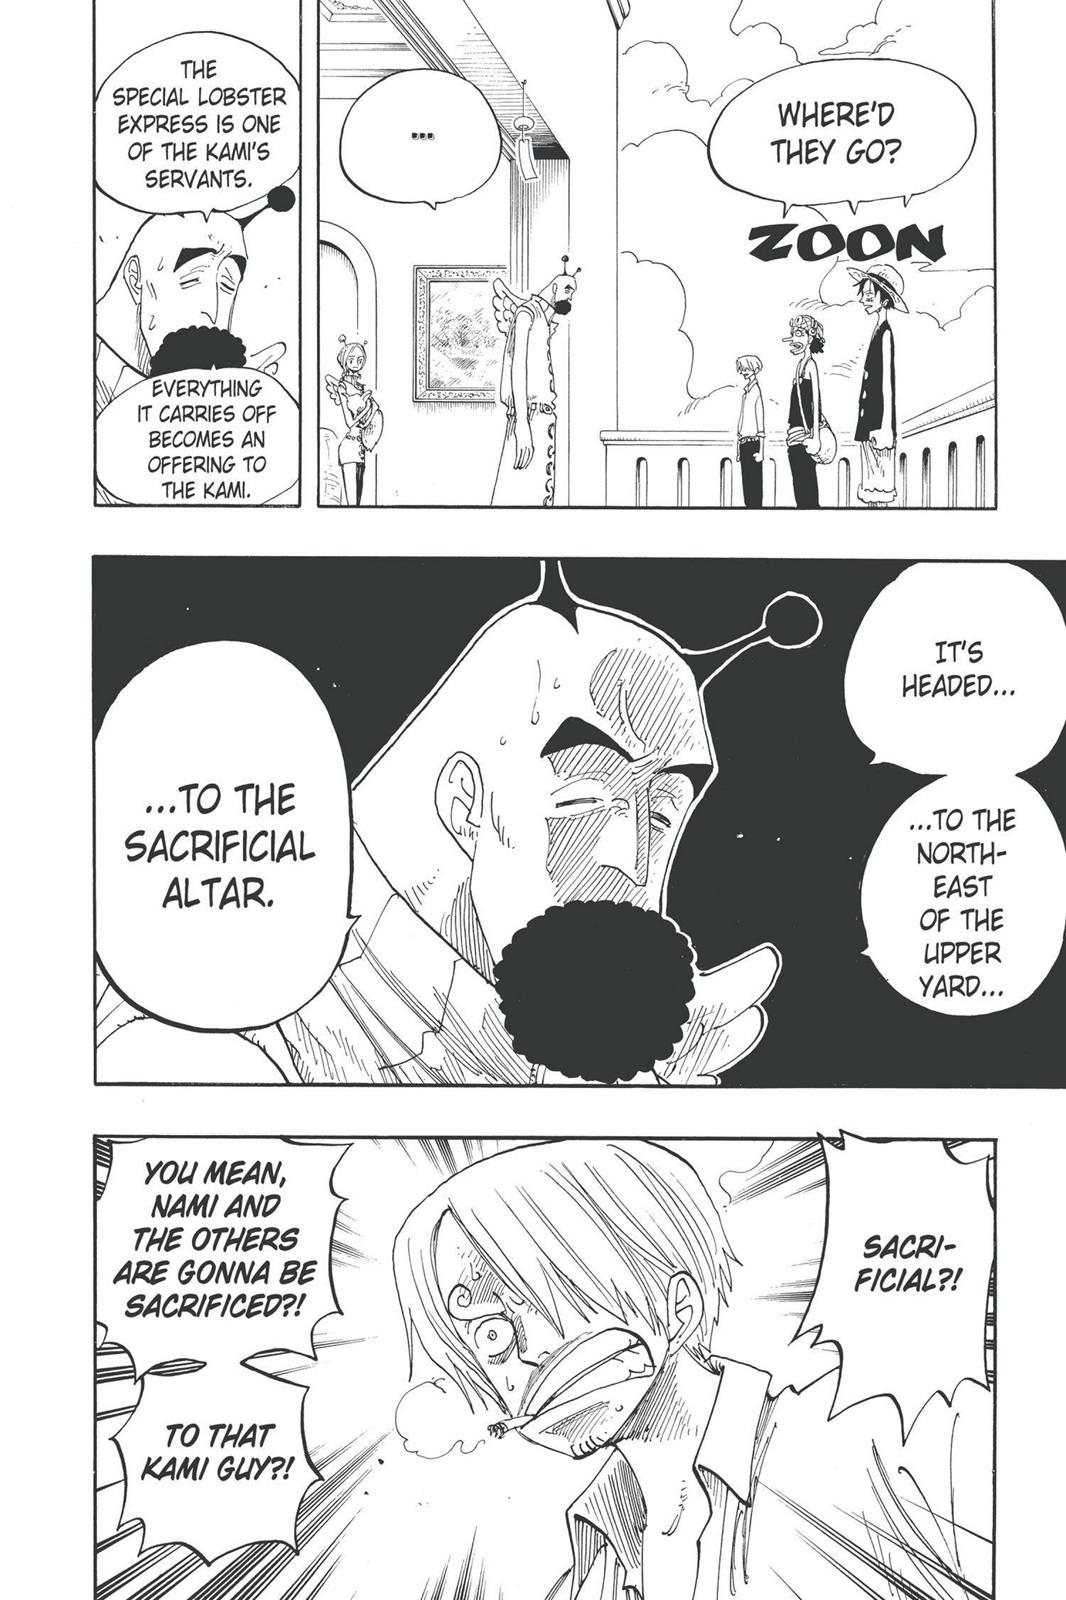 WHERE'D
THEY GO?
ZOON
...
THE
SPECIAL LOBSTER
EXPRESS IS ONE
OF THE KAMI'S
SERVANTS.
EVERYTHING
IT CARRIES OFF
BECOMES AN
OFFERING TO
THE KAMI.
IT'S
HEADED...
...TO THE
NORTH-
EAST
OF THE
UPPER
YARD...
...TO THE
SACRIFICIAL
ALTAR.
SACRI-
FICIAL?!
YOU MEAN,
NAMI AND
THE OTHERS
ARE GONNA BE
SACRIFICED?!
TO THAT
KAMI GUY?!